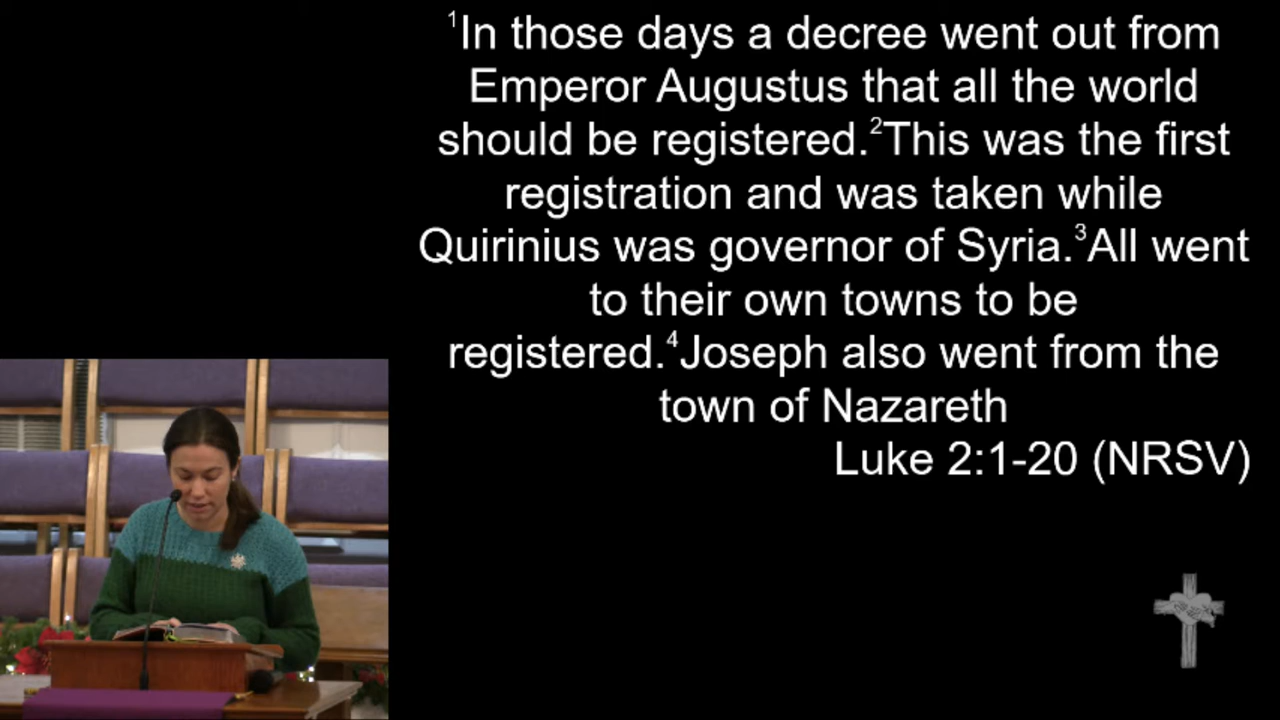 ¹In those days a decree went out from
Emperor Augustus that all the world
should be registered.²This was the first
registration and was taken while
Quirinius was governor of Syria.³All went
to their own towns to be
registered.⁴Joseph also went from the
town of Nazareth
Luke 2:1-20 (NRSV)